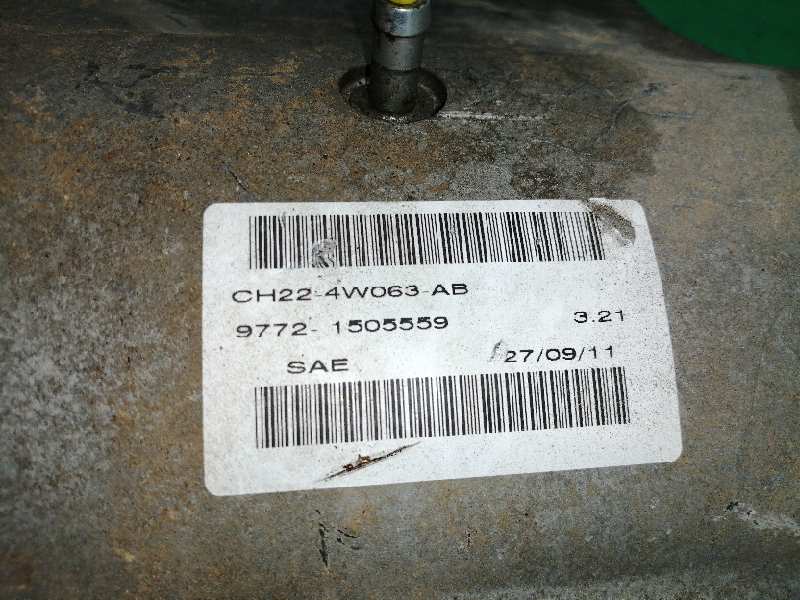 CH22-4W063-AB
9772- 1505559 3.21
SAE 27/09/11